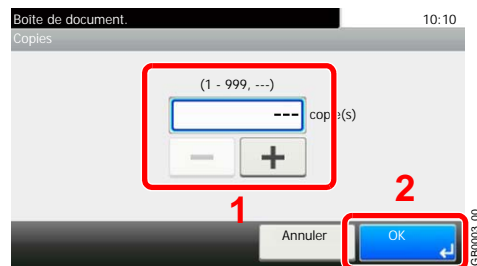 Boîte de document. 10:10
Copies
(1 - 999, ---)
--- copie(s)
1
2
Annuler OK
GB0003_00